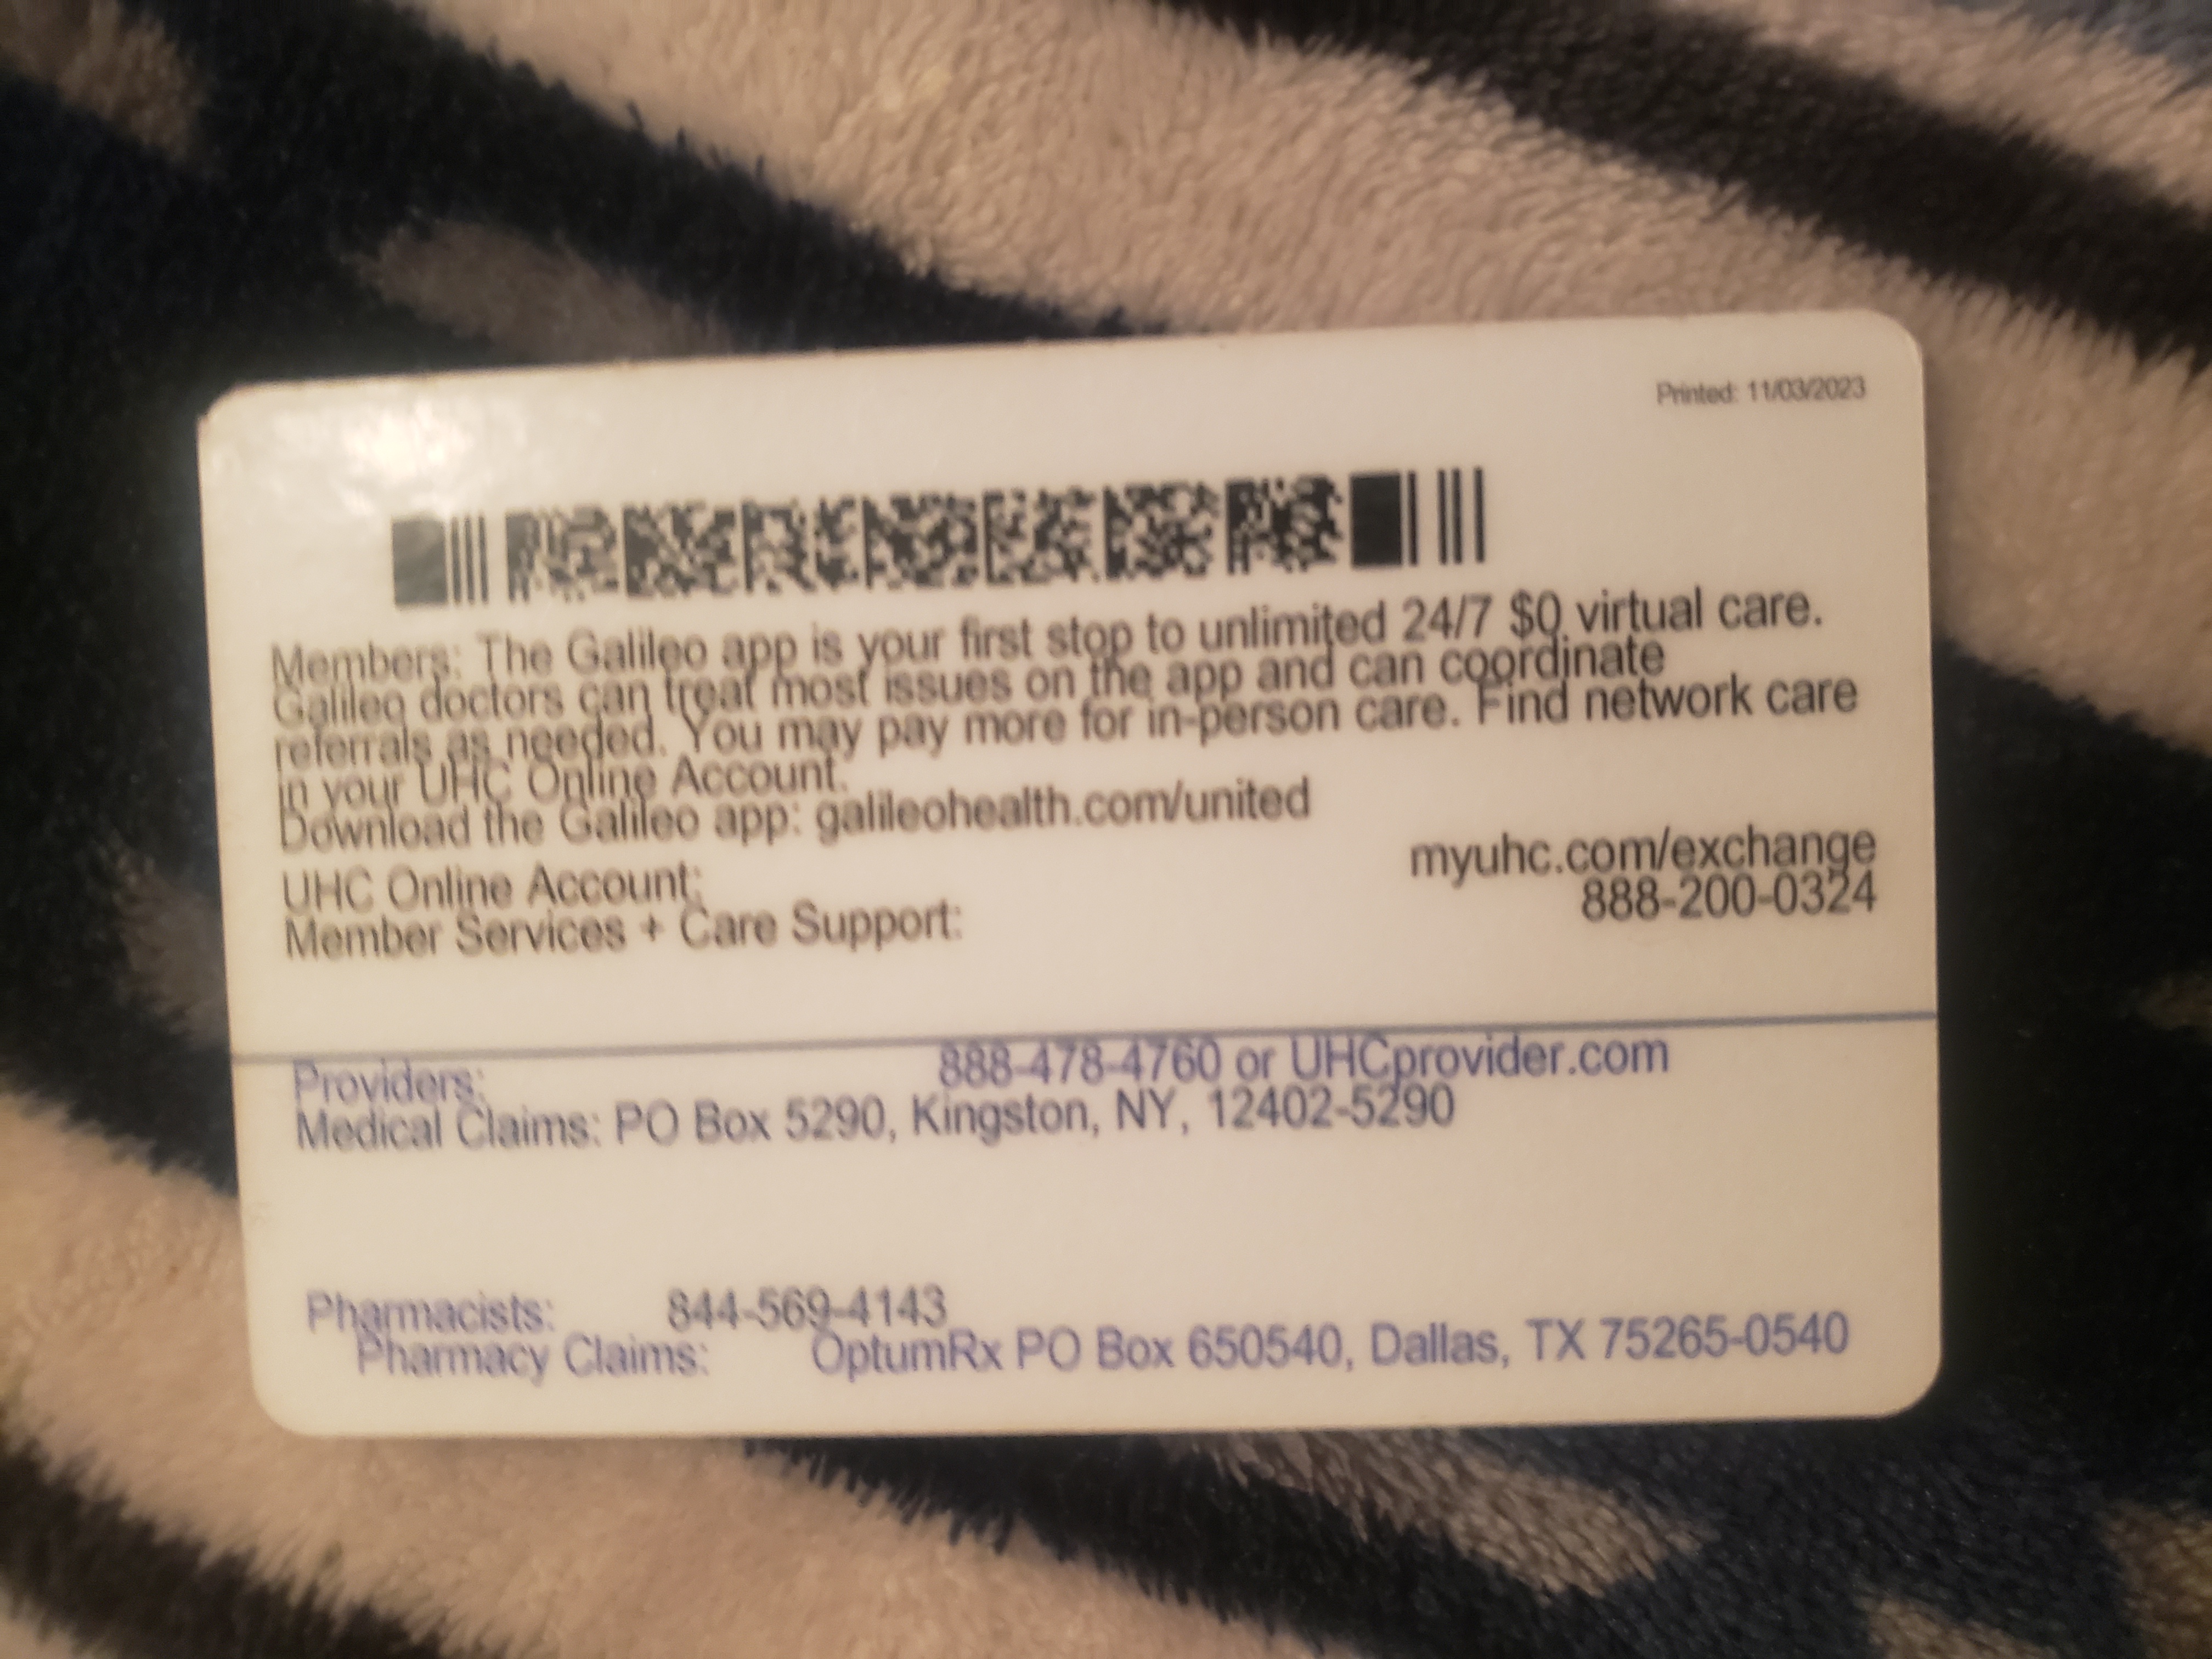 Printed: 11/03/2023
Members: The Galileo app is your first stop to unlimited 24/7 $0 virtual care.
Galileo doctors can treat most issues on the app and can coordinate
referrals as needed. You may pay more for in-person care. Find network care
in your UHC Online Account.
Download the Galileo app: galileohealth.com/united
UHC Online Account: myuhc.com/exchange
Member Services + Care Support: 888-200-0324
Providers: 888-478-4760 or UHCprovider.com
Medical Claims: PO Box 5290, Kingston, NY, 12402-5290
Pharmacists: 844-569-4143
Pharmacy Claims: OptumRx PO Box 650540, Dallas, TX 75265-0540